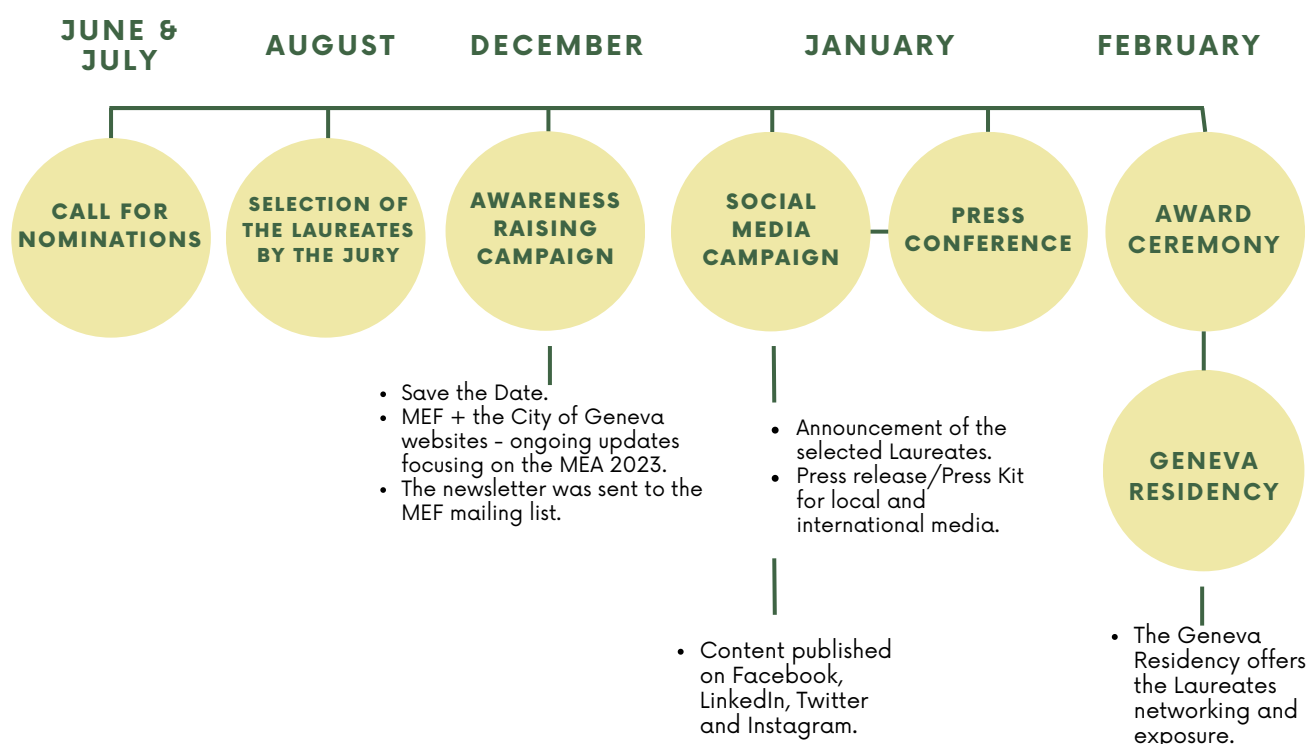 JUNE &
JULY
AUGUST
DECEMBER
JANUARY
FEBRUARY
CALL FOR
NOMINATIONS
SELECTION OF
THE LAUREATES
BY THE JURY
AWARENESS
RAISING
CAMPAIGN
SOCIAL
MEDIA
CAMPAIGN
PRESS
CONFERENCE
AWARD
CEREMONY
• Save the Date.
• MEF + the City of Geneva
websites - ongoing updates
focusing on the MEA 2023.
• The newsletter was sent to the
MEF mailing list.
• Announcement of the
selected Laureates.
• Press release/Press Kit
for local and
international media.
• Content published
on Facebook,
LinkedIn, Twitter
and Instagram.
GENEVA
RESIDENCY
• The Geneva
Residency offers
the Laureates
networking and
exposure.